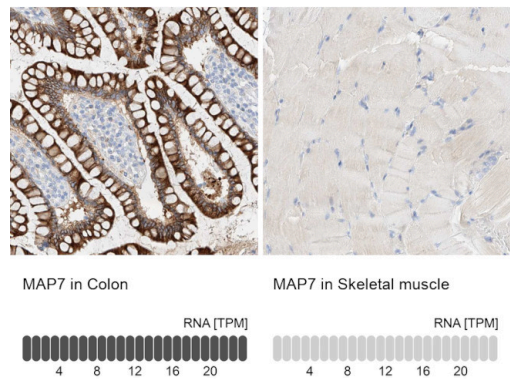 MAP7 in Colon
MAP7 in Skeletal muscle
RNA [TPM]
RNA [TPM]
4 8 12 16 20
4 8 12 16 20